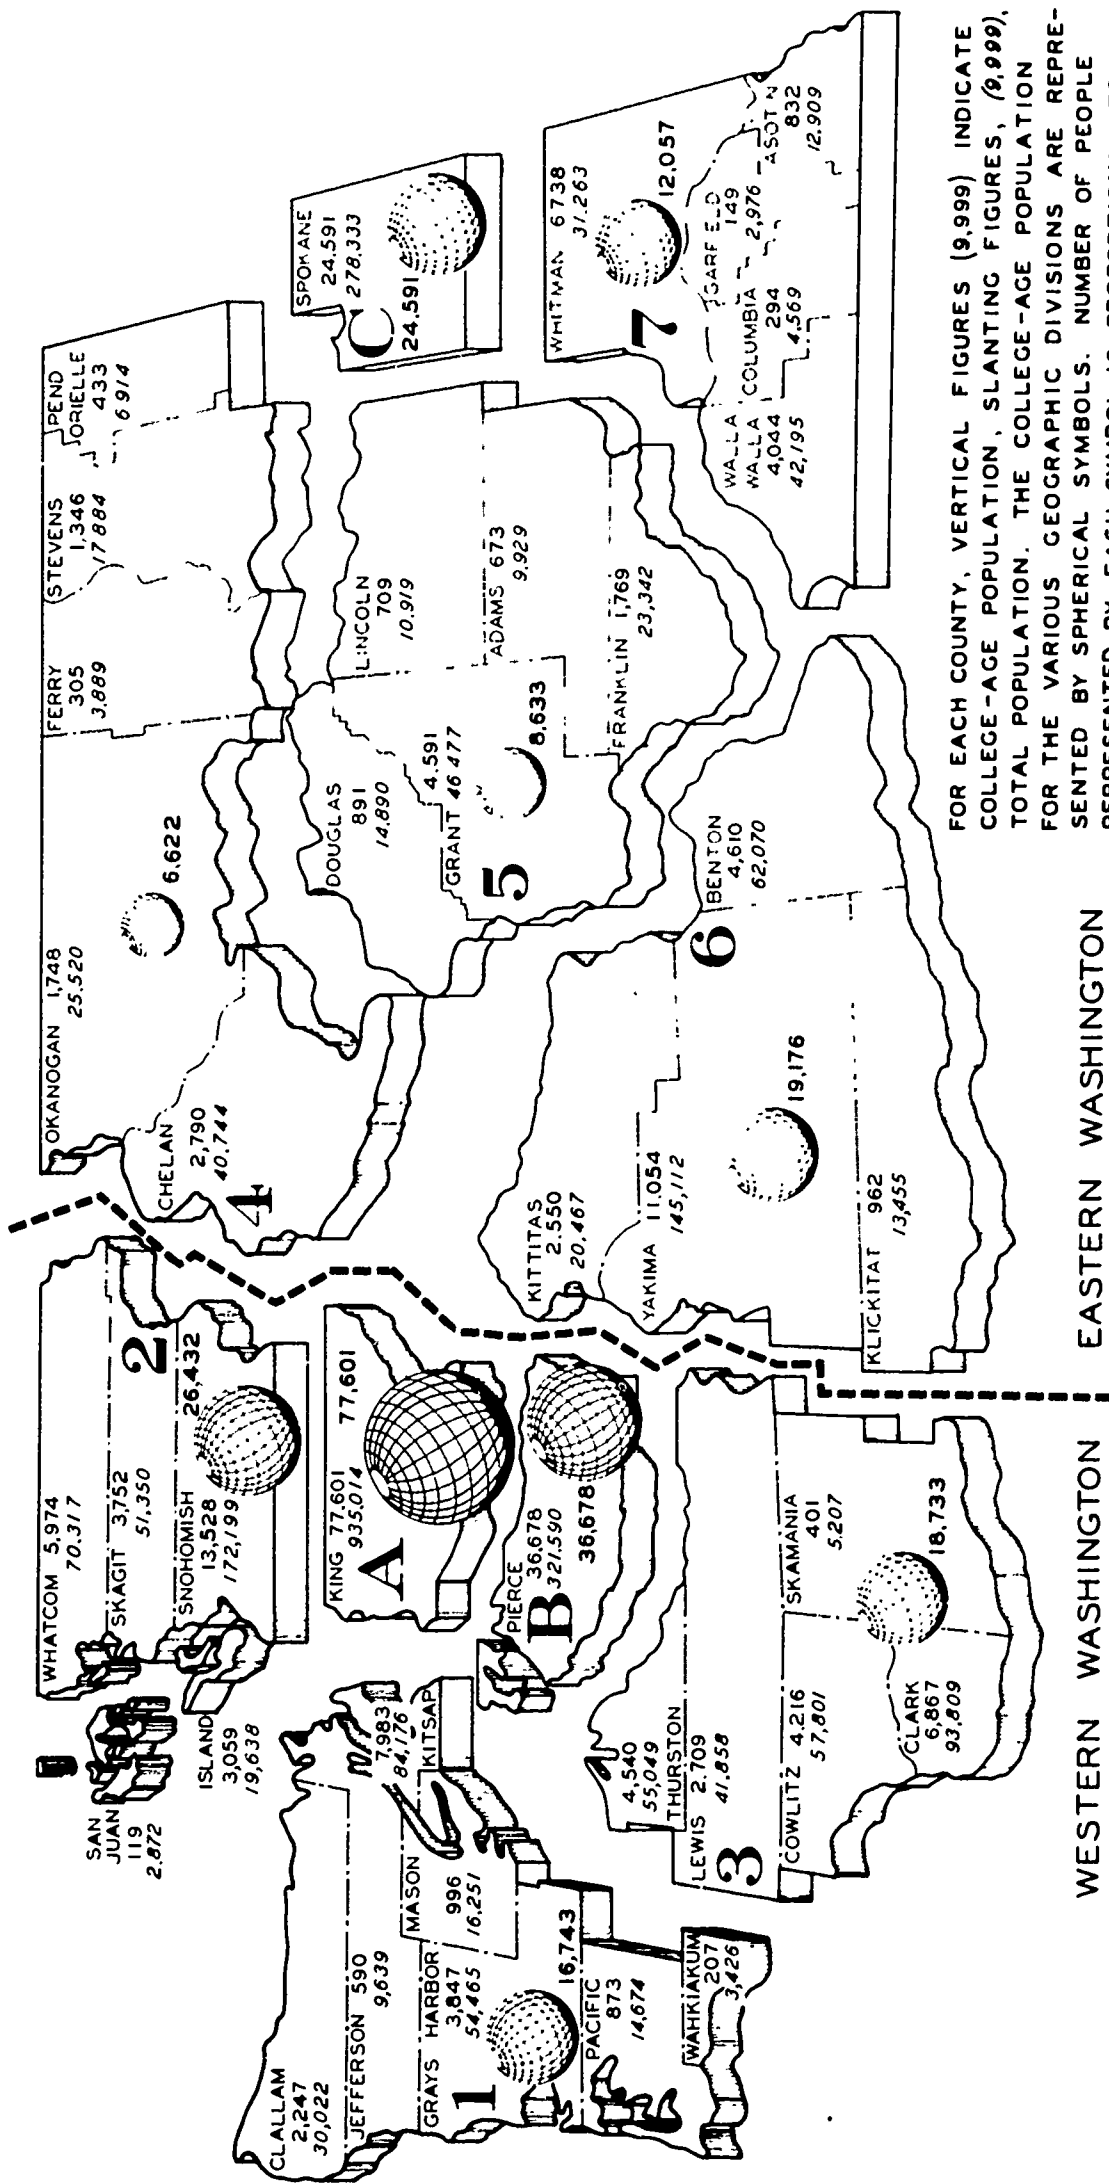 WHATCOM 5,974
70.317
SKAGIT 3,752
51,350
2
SNOHOMISH
13,528
172,199
26,432
SAN
JUAN
119
2.872
ISLAND
3,059
19,638
KING 77,601
935,014
77,601
A
PIERCE
36,678
321.590
B
36,678
CLALLAM
2,247
30,022
JEFFERSON 590
9,639
GRAYS HARBOR
3,847
54,465
1
16,743
MASON
996
16,251
7,983
84,176
KITSAP
PACIFIC
873
14,674
WAHKIAKUM
207
3,426
4,540
55,049
THURSTON
LEWIS 2.709
41,858
3
COWLITZ 4,216
57,801
SKAMANIA
401
5,207
CLARK
6,867
93,809
18,733
OKANOGAN 1,748
25.520
FERRY
305
3,889
STEVENS
1,346
17 884
PEND
ORIELLE
433
6 914
6,622
CHELAN
2,790
40,744
4
DOUGLAS
891
14,890
LINCOLN
709
10.919
4,591
GRANT 46 477
5
8,633
ADAMS 673
9,929
FRANKLIN 1,769
23,342
KITTITAS
2.550
20,467
YAKIMA 11.054
145,112
6
BENTON
4,610
62,070
19,176
KLICKITAT 962
13,455
SPOKANE
24.591
278,333
C
24,591
WHITMAN 6738
31.263
12,057
7
GARFIELD
149
2,976
COLUMBIA
294
4,569
WALLA
WALLA
4,044
42,195
ASOTIN
832
12.909
WESTERN WASHINGTON EASTERN WASHINGTON
FOR EACH COUNTY, VERTICAL FIGURES (9,999) INDICATE
COLLEGE-AGE POPULATION, SLANTING FIGURES, (9,999),
TOTAL POPULATION. THE COLLEGE-AGE POPULATION
FOR THE VARIOUS GEOGRAPHIC DIVISIONS ARE REPRE-
SENTED BY SPHERICAL SYMBOLS. NUMBER OF PEOPLE